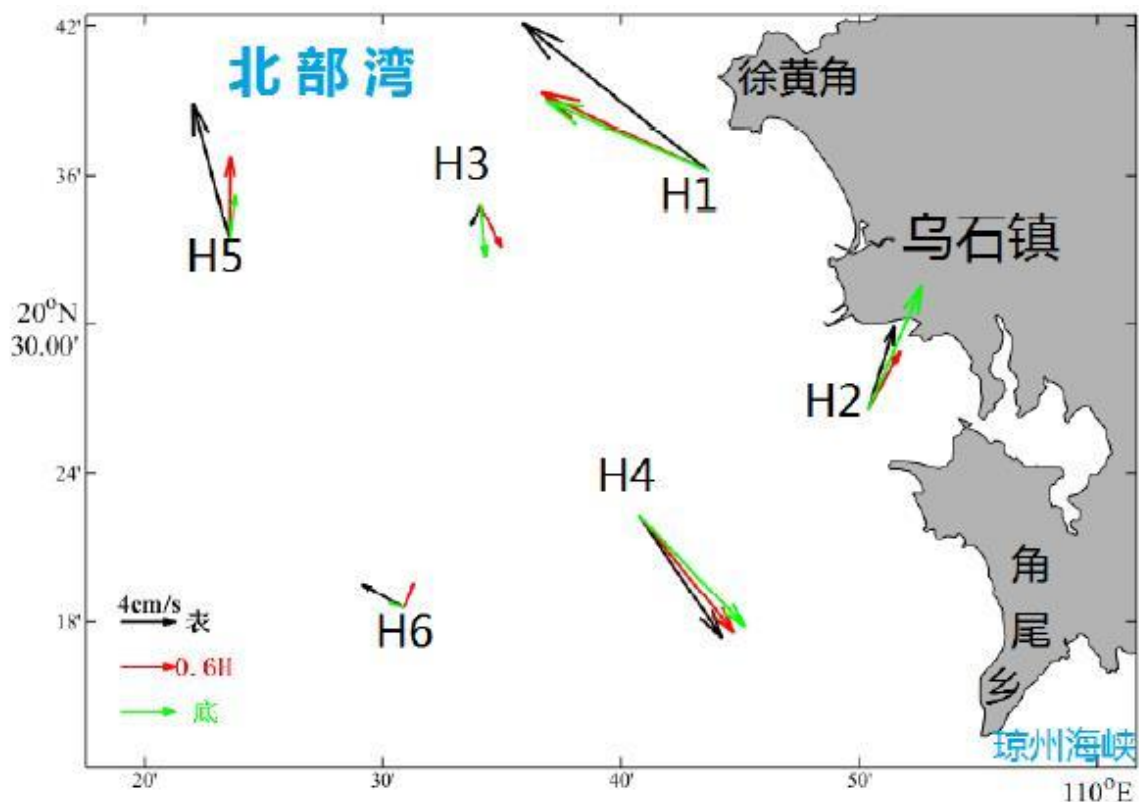 42'
北部湾
徐黄角
H3
36'
H1
乌石镇
H5
20°N
30.00'
H2
H4
24'
角
尾
乡
4cm/s
表
18'
H6
0.6H
底
琼州海峡
20'
30'
40'
50'
110°E